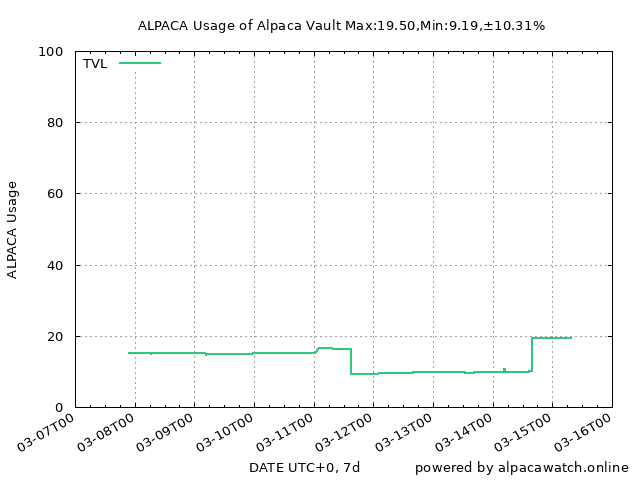 ALPACA Usage of Alpaca Vault Max:19.50,Min:9.19,±10.31%
100
TVL
80
60
ALPACA Usage
40
20
0
03-07T00 03-08T00 03-09T00 03-10T00 03-11T00 03-12T00 03-13T00 03-14T00 03-15T00 03-16T00
DATE UTC+0, 7d
powered by alpacawatch.online